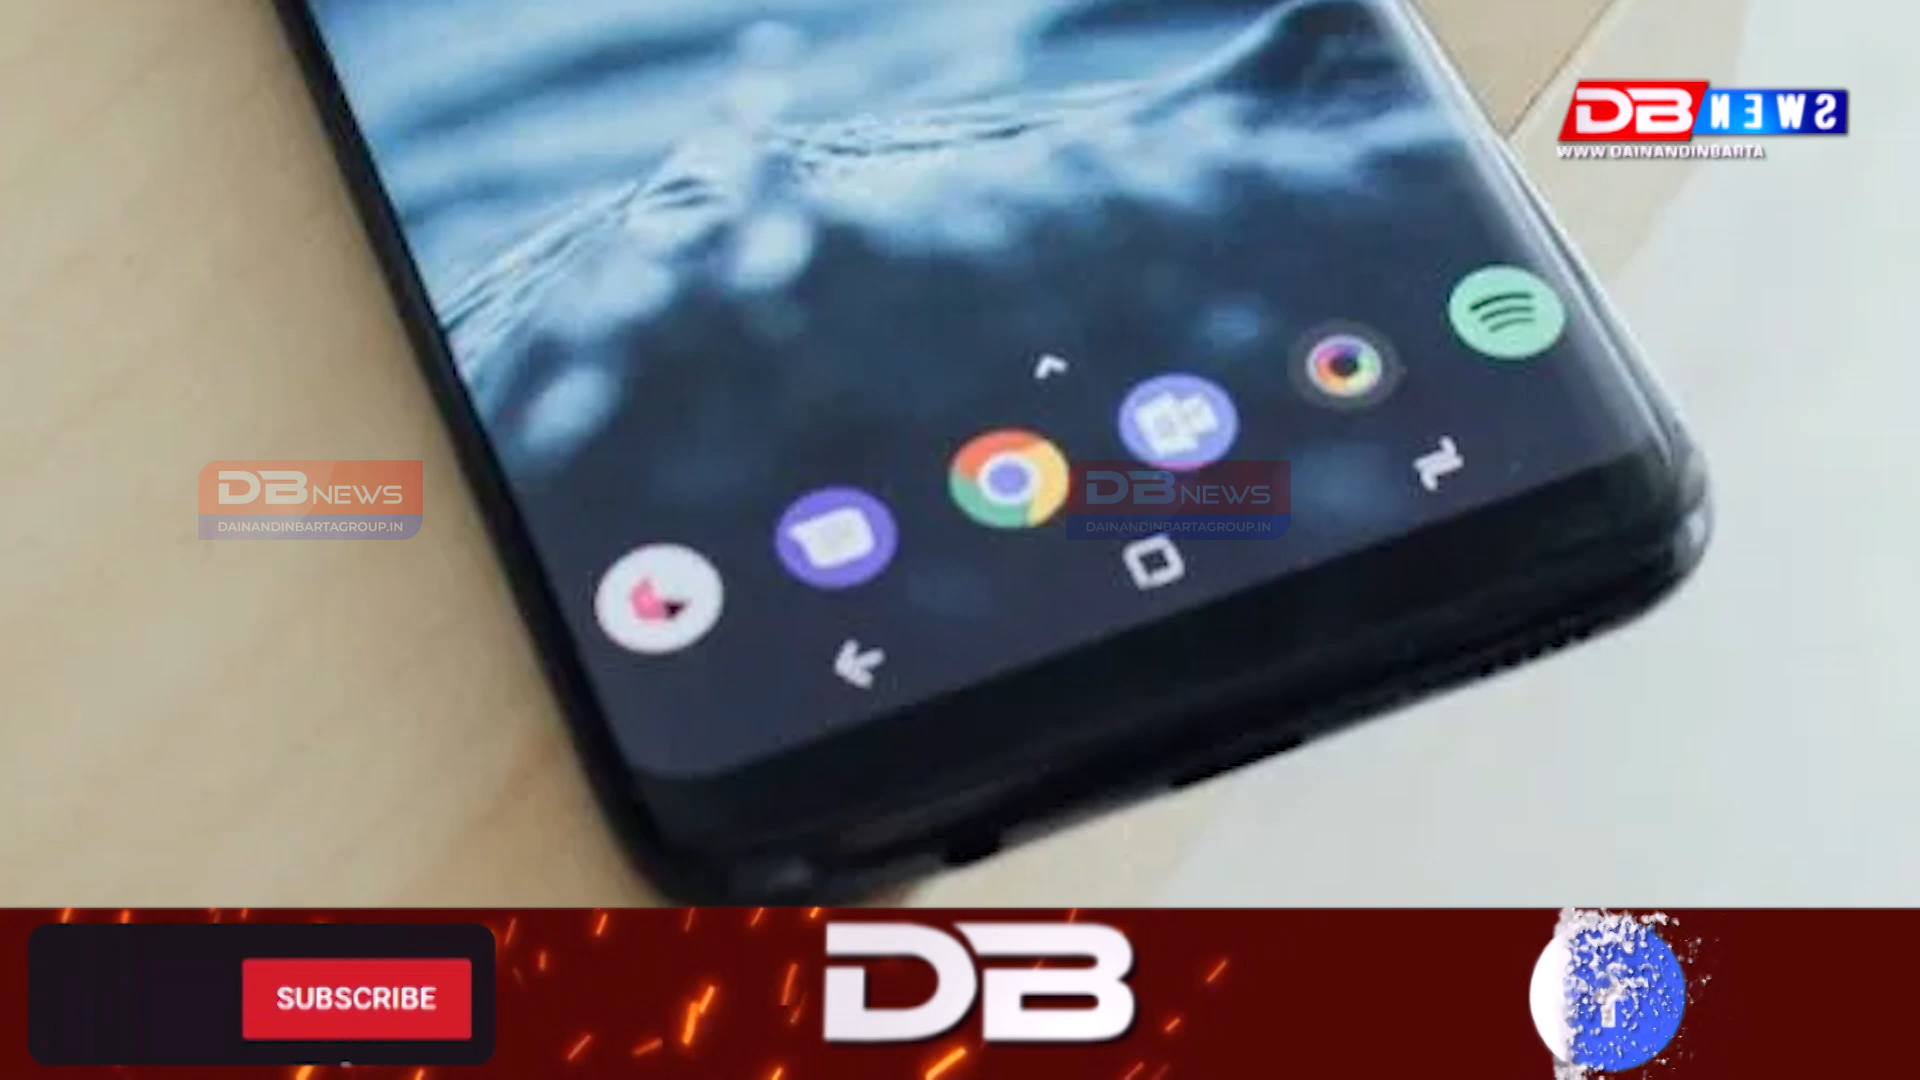 DB NEWS
WWW.DAINANDINBARTA
DB NEWS
DAINANDINBARTAGROUP.IN
DB NEWS
DAINANDINBARTAGROUP.IN
SUBSCRIBE
DB